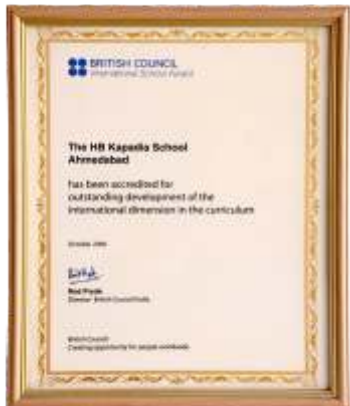 BRITISH COUNCIL
International School Award
The HB Kapadia School
Ahmedabad
has been accredited for
outstanding development of the
international dimension in the curriculum
October
Director British Council India
British Council
Creating opportunity for people worldwide